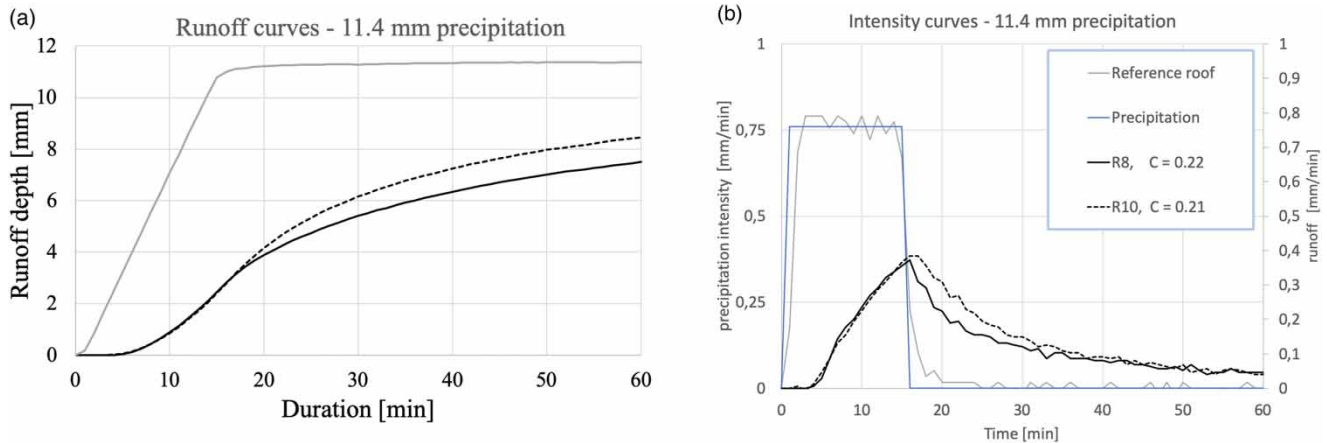 (a)
Runoff curves - 11.4 mm precipitation
Runoff depth [mm]
12
10
8
6
4
2
0
0 10 20 30 40 50 60
Duration [min]
(b)
Intensity curves - 11.4 mm precipitation
precipitation intensity [mm/min]
1
0,75
0,5
0,25
0
Reference roof
Precipitation
R8, C = 0.22
R10, C = 0.21
1
0,9
0,8
0,7
0,6
0,5
0,4
0,3
0,2
0,1
0
runoff [mm/min]
0 10 20 30 40 50 60
Time [min]